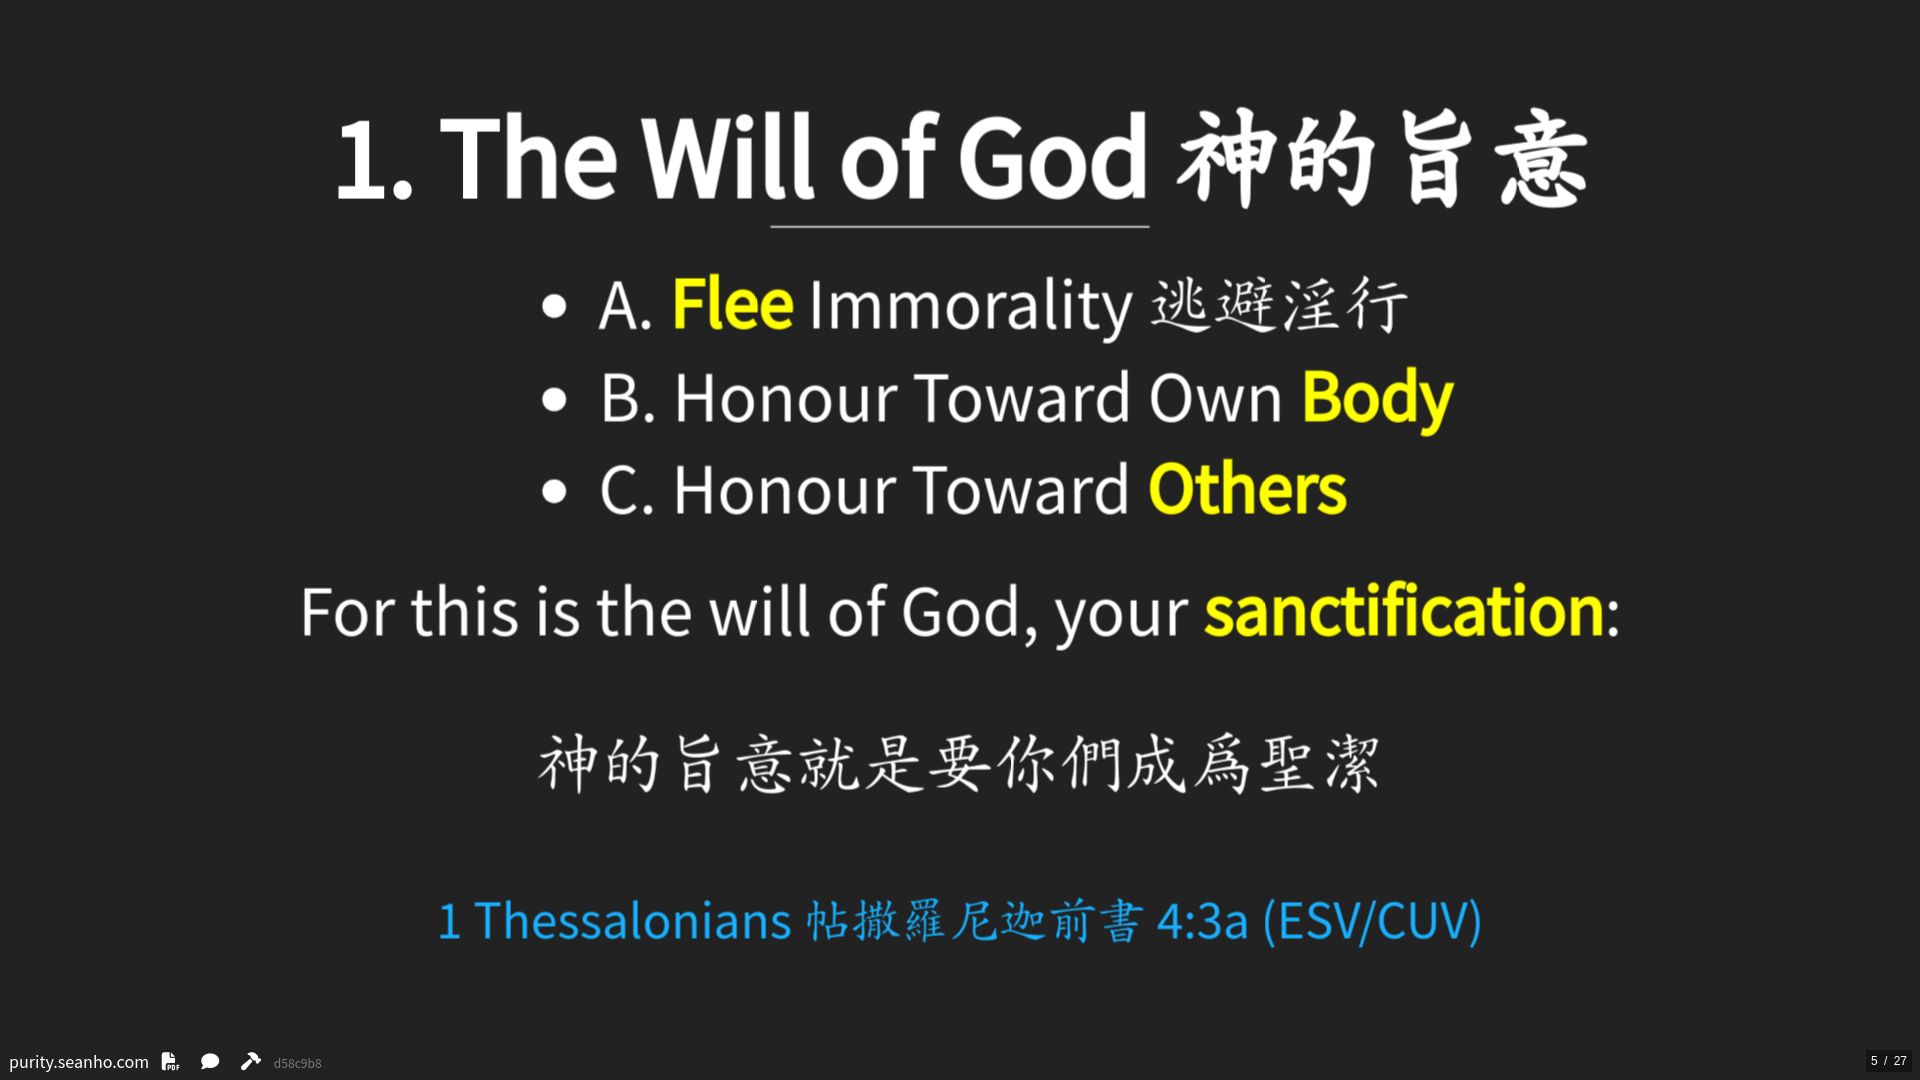 1. The Will of God 神的旨意
• A. Flee Immorality 逃避淫行
• B. Honour Toward Own Body
• C. Honour Toward Others
For this is the will of God, your sanctification:
神的旨意就是要你們成爲聖潔
1 Thessalonians 帖撒羅尼迦前書 4:3a (ESV/CUV)
purity.seanho.com PDF d58c9b8
5 / 27